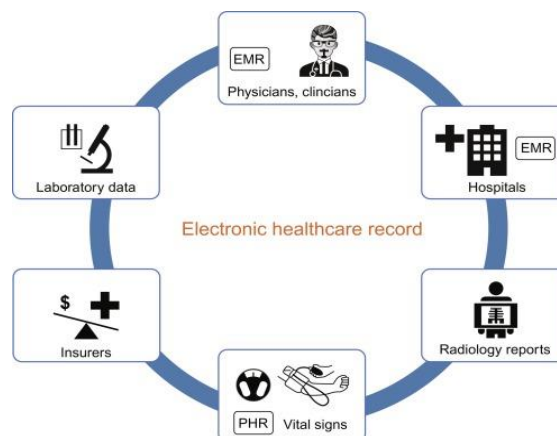 EMR
Physicians, clincians
EMR
Hospitals
Laboratory data
Electronic healthcare record
$
Insurers
Radiology reports
PHR Vital signs